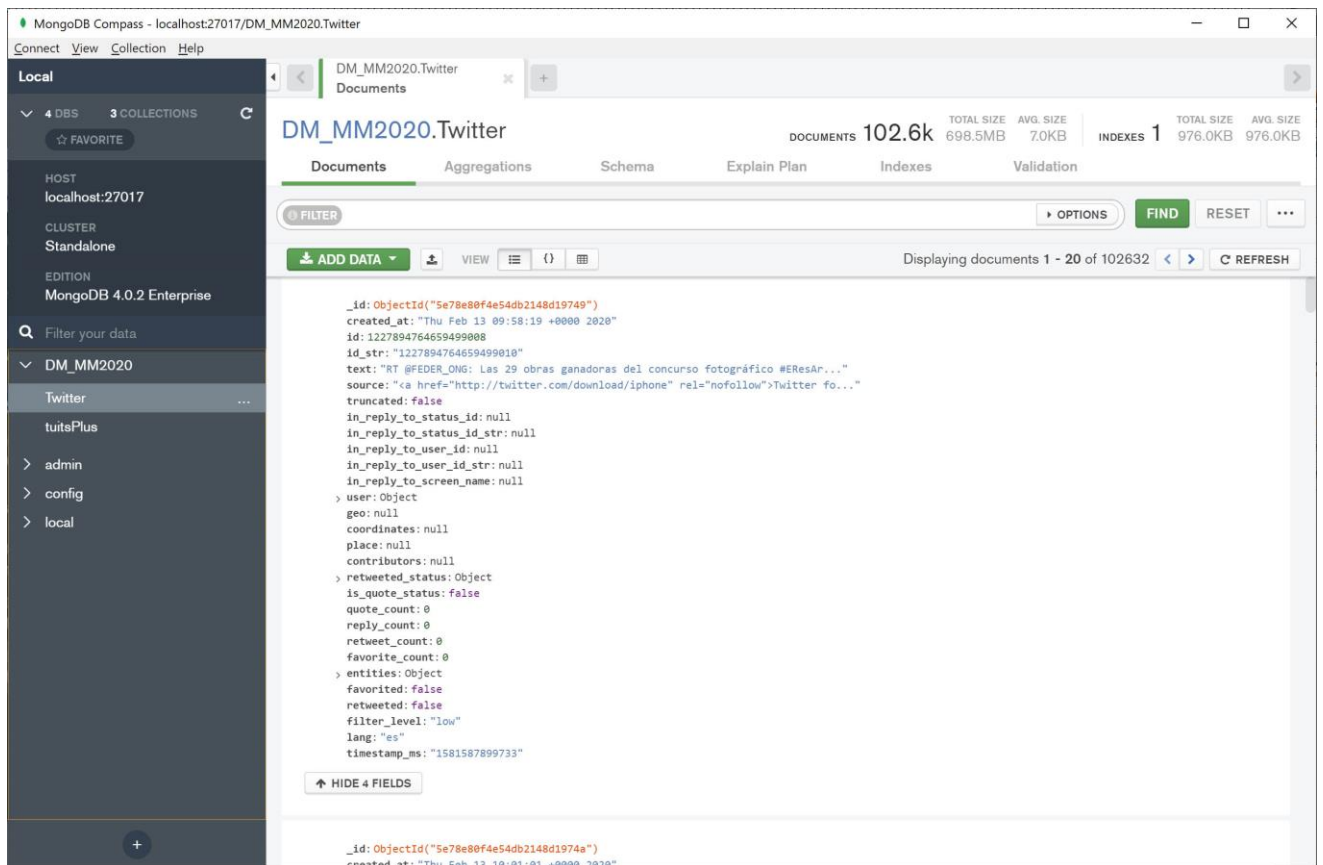 MongoDB Compass - localhost:27017/DM_MM2020.Twitter
Connect View Collection Help
Local
4 DBS 3 COLLECTIONS
FAVORITE
HOST
localhost:27017
CLUSTER
Standalone
EDITION
MongoDB 4.0.2 Enterprise
Filter your data
DM_MM2020
Twitter ...
tuitsPlus
admin
config
local
DM_MM2020.Twitter
Documents
DM_MM2020.Twitter
DOCUMENTS 102.6k TOTAL SIZE 698.5MB AVG. SIZE 7.0KB INDEXES 1 TOTAL SIZE 976.0KB AVG. SIZE 976.0KB
Documents Aggregations Schema Explain Plan Indexes Validation
FILTER OPTIONS FIND RESET ...
ADD DATA VIEW {} Displaying documents 1 - 20 of 102632 < > REFRESH
_id: ObjectId("5e78e80f4e54db2148d19749")
created_at: "Thu Feb 13 09:58:19 +0000 2020"
id: 1227894764659499008
id_str: "1227894764659499010"
text: "RT @FEDER_ONG: Las 29 obras ganadoras del concurso fotográfico #EResAr..."
source: "<a href="http://twitter.com/download/iphone" rel="nofollow">Twitter fo..."
truncated: false
in_reply_to_status_id: null
in_reply_to_status_id_str: null
in_reply_to_user_id: null
in_reply_to_user_id_str: null
in_reply_to_screen_name: null
> user: Object
geo: null
coordinates: null
place: null
contributors: null
> retweeted_status: Object
is_quote_status: false
quote_count: 0
reply_count: 0
retweet_count: 0
favorite_count: 0
> entities: Object
favorited: false
retweeted: false
filter_level: "low"
lang: "es"
timestamp_ms: "1581587899733"
HIDE 4 FIELDS
_id: ObjectId("5e78e80f4e54db2148d1974a")
created_at: "Thu Feb 13 10:01:01 +0000 2020"